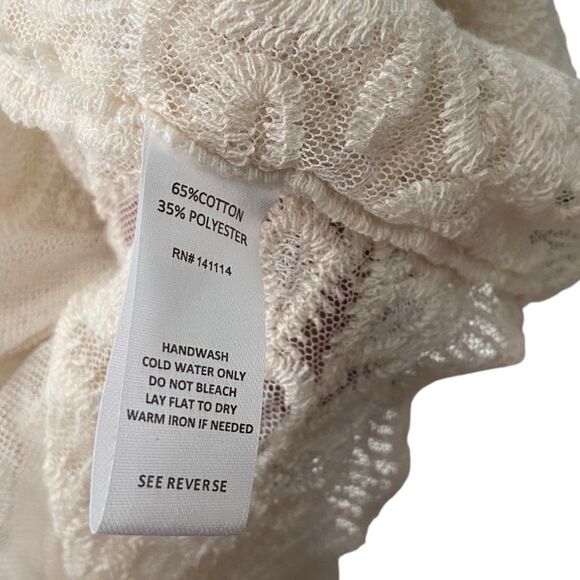 65%COTTON
35% POLYESTER
RN# 141114
HANDWASH
COLD WATER ONLY
DO NOT BLEACH
LAY FLAT TO DRY
WARM IRON IF NEEDED
SEE REVERSE